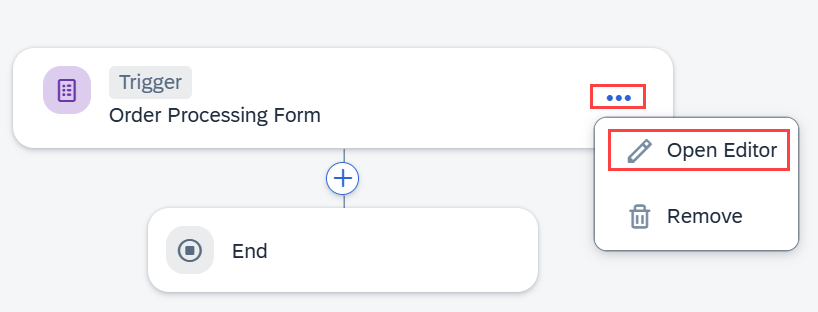 Trigger
Order Processing Form
Open Editor
Remove
End